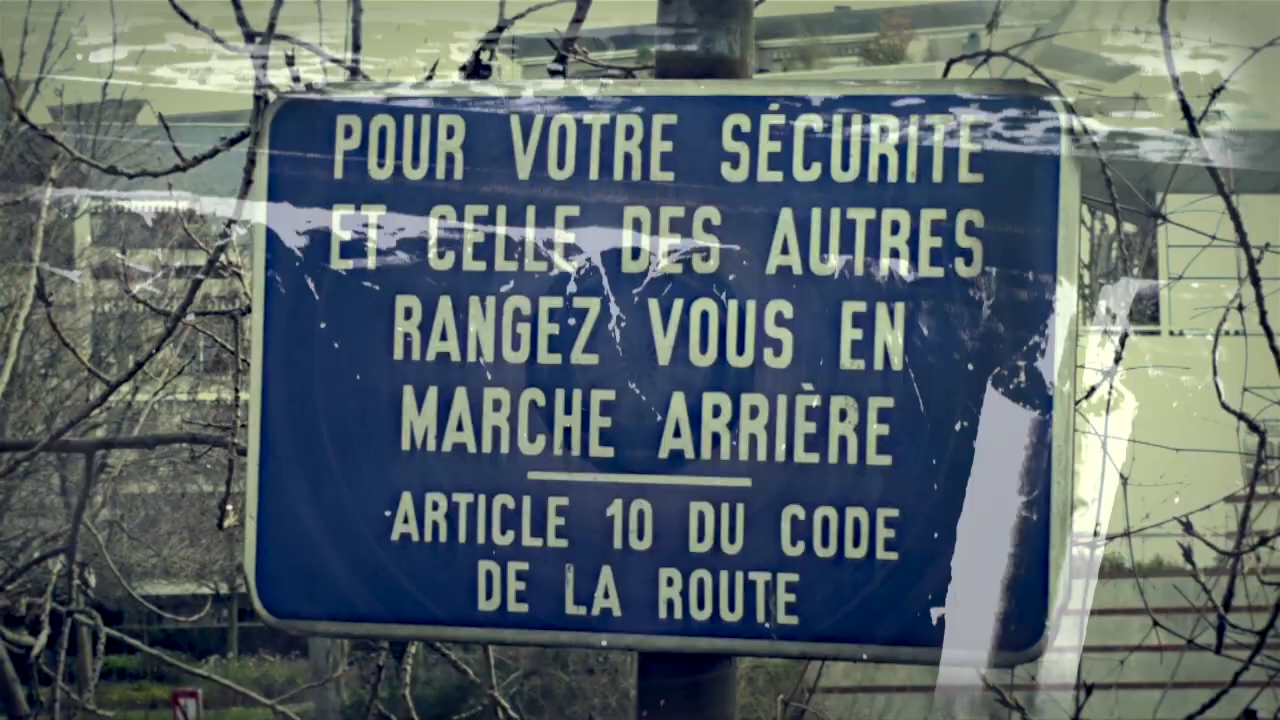 POUR VOTRE SÉCURITE
ET CELLE DES AUTRES
RANGEZ VOUS EN
MARCHE ARRIÈRE
ARTICLE 10 DU CODE
DE LA ROUTE